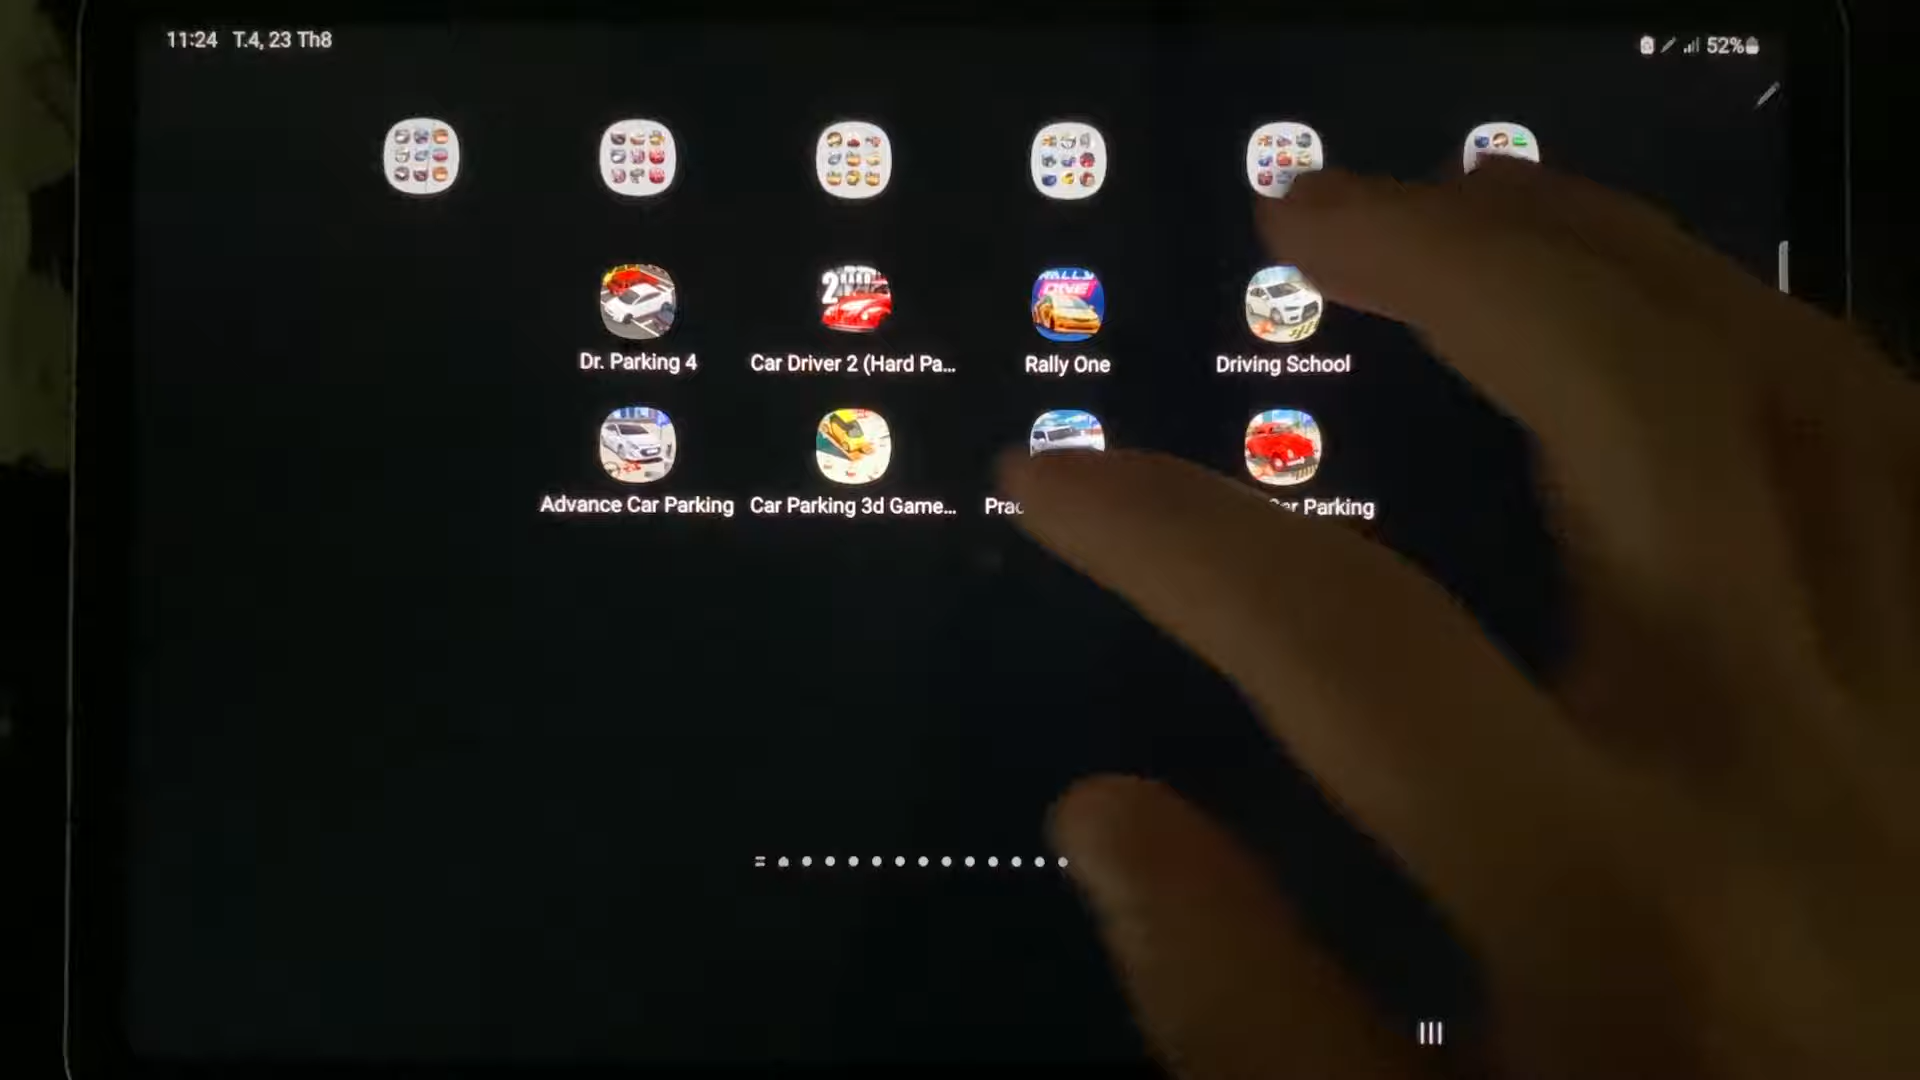 11:24 T.4, 23 Th8
52%
Dr. Parking 4
Car Driver 2 (Hard Pa...
Rally One
Driving School
Advance Car Parking
Car Parking 3d Game...
Car Parking